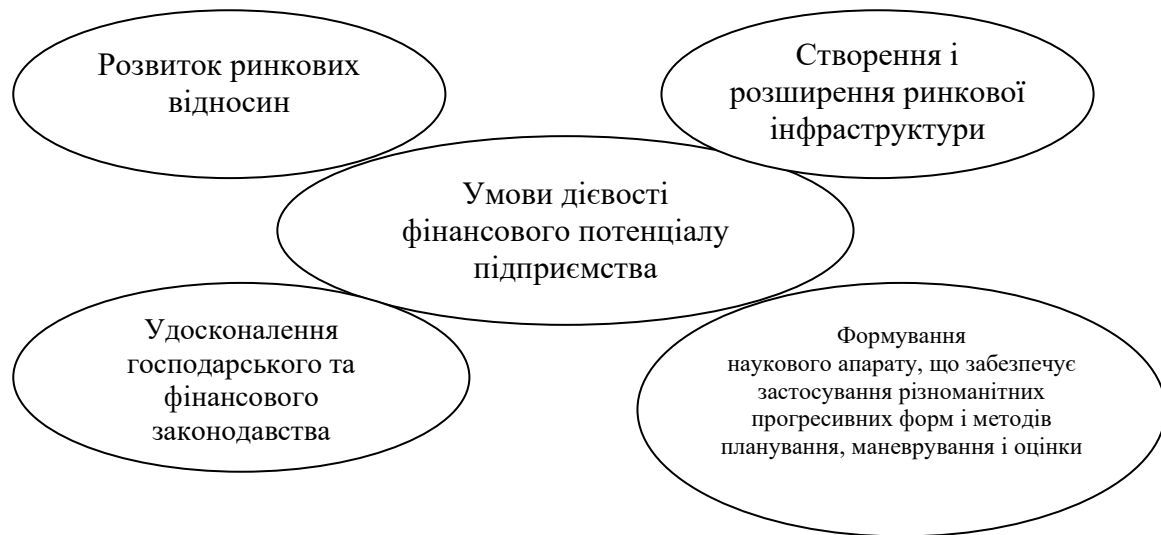 Розвиток ринкових
відносин
Створення і
розширення ринкової
інфраструктури
Умови дієвості
фінансового потенціалу
підприємства
Удосконалення
господарського та
фінансового
законодавства
Формування
наукового апарату, що забезпечує
застосування різноманітних
прогресивних форм і методів
планування, маневрування і оцінки